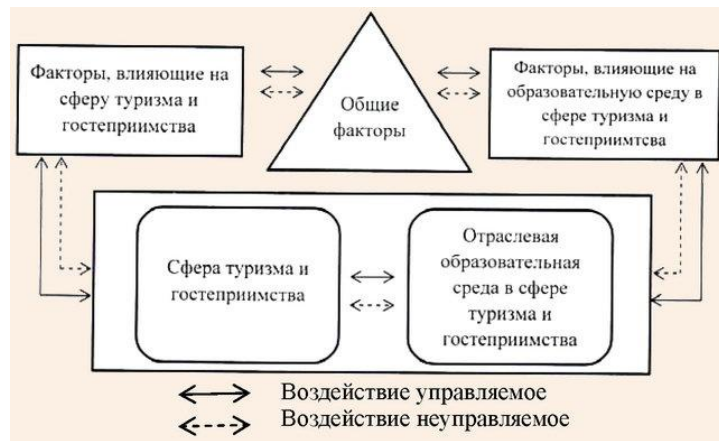 Факторы, влияющие на
сферу туризма и
гостеприимства
Общие
факторы
Факторы, влияющие на
образовательную среду в
сфере туризма и
гостеприимтсва
Сфера туризма и
гостеприимства
Отраслевая
образовательная
среда в сфере
туризма и
гостеприимства
Воздействие управляемое
Воздействие неуправляемое